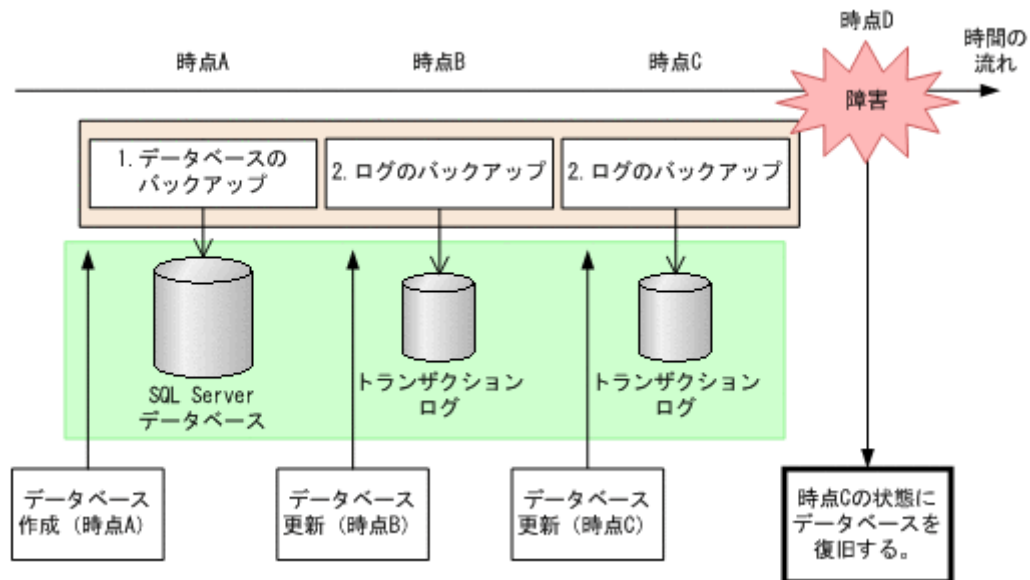 時点A
時点B
時点C
時点D
時間の
流れ
障害
1.データベースの
バックアップ
2.ログのバックアップ
2.ログのバックアップ
SQL Server
データベース
トランザクション
ログ
トランザクション
ログ
データベース
作成（時点A）
データベース
更新（時点B）
データベース
更新（時点C）
時点Cの状態に
データベースを
復旧する。